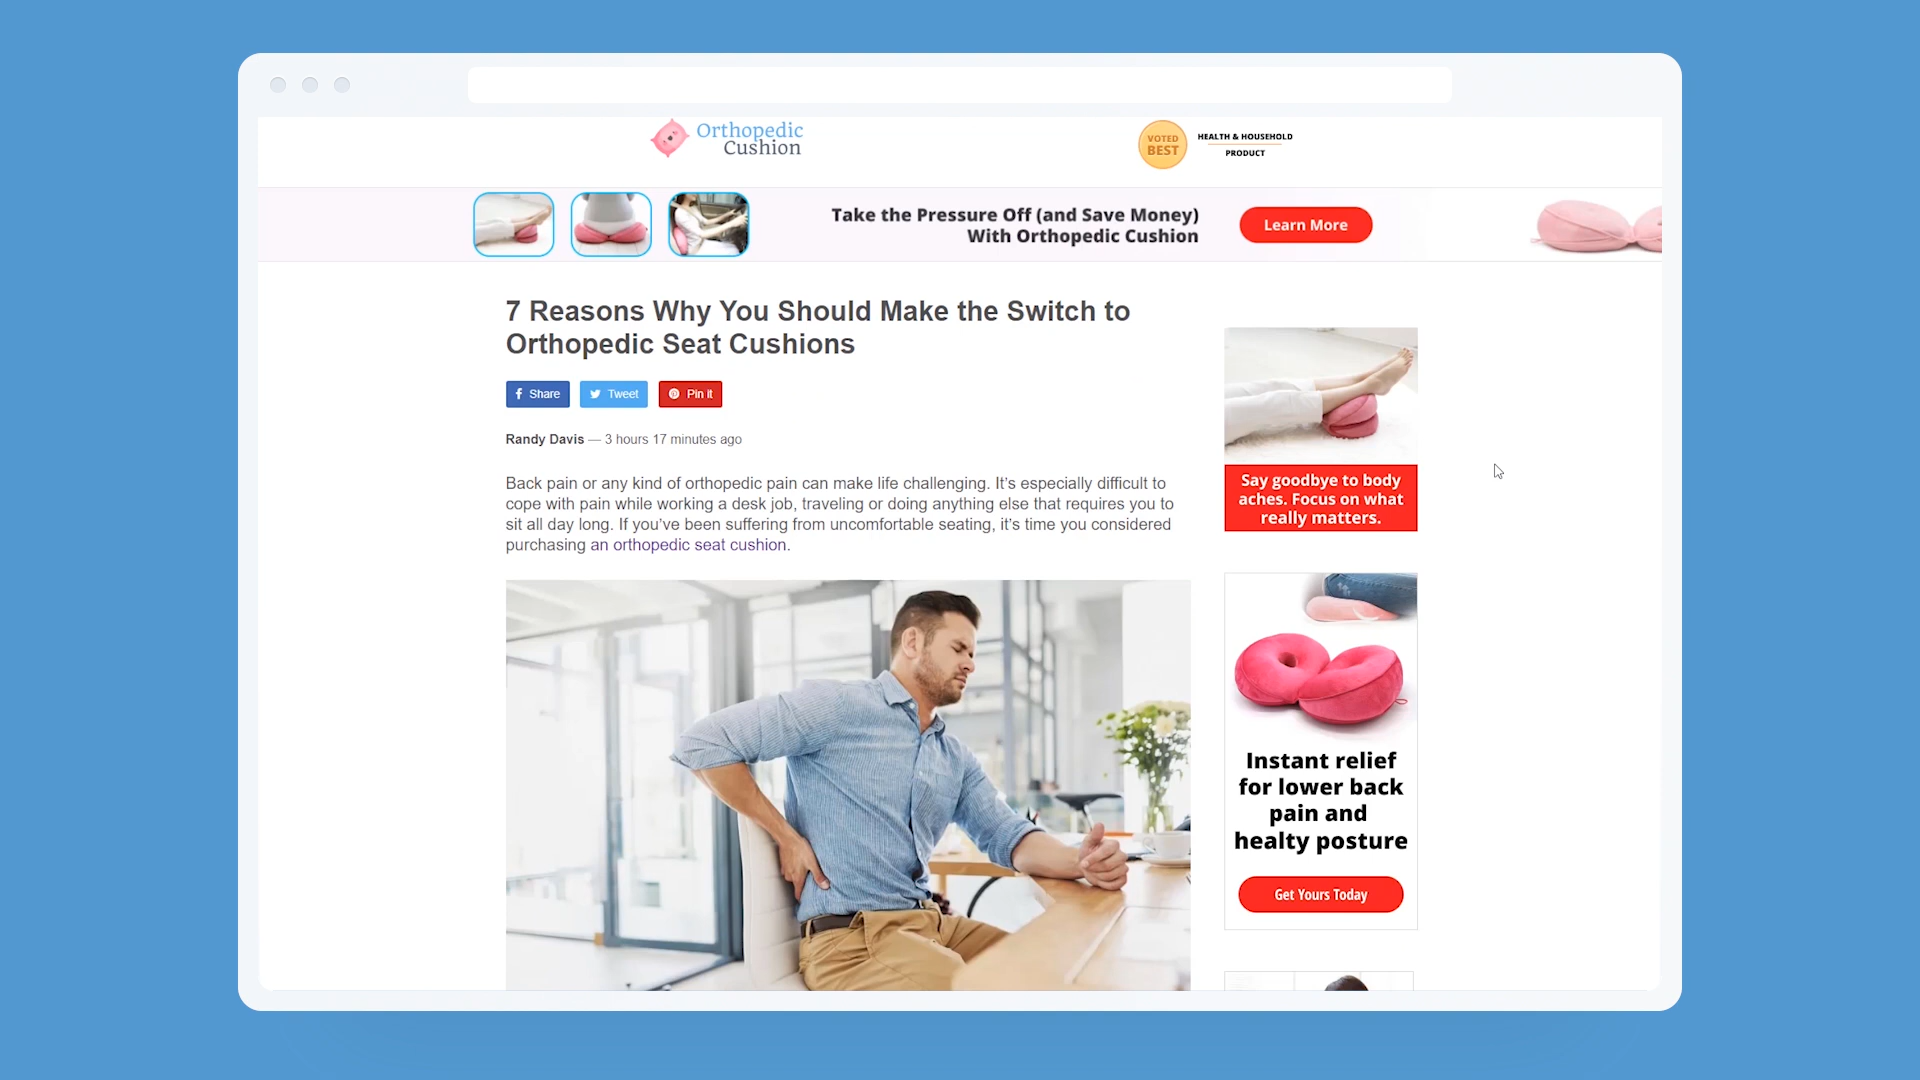 Orthopedic
Cushion
VOTED
BEST
HEALTH & HOUSEHOLD
PRODUCT
Take the Pressure Off (and Save Money)
With Orthopedic Cushion
Learn More
7 Reasons Why You Should Make the Switch to
Orthopedic Seat Cushions
Share
Tweet
Pin it
Randy Davis — 3 hours 17 minutes ago
Back pain or any kind of orthopedic pain can make life challenging. It’s especially difficult to
cope with pain while working a desk job, traveling or doing anything else that requires you to
sit all day long. If you’ve been suffering from uncomfortable seating, it’s time you considered
purchasing an orthopedic seat cushion.
Say goodbye to body
aches. Focus on what
really matters.
Instant relief
for lower back
pain and
healty posture
Get Yours Today